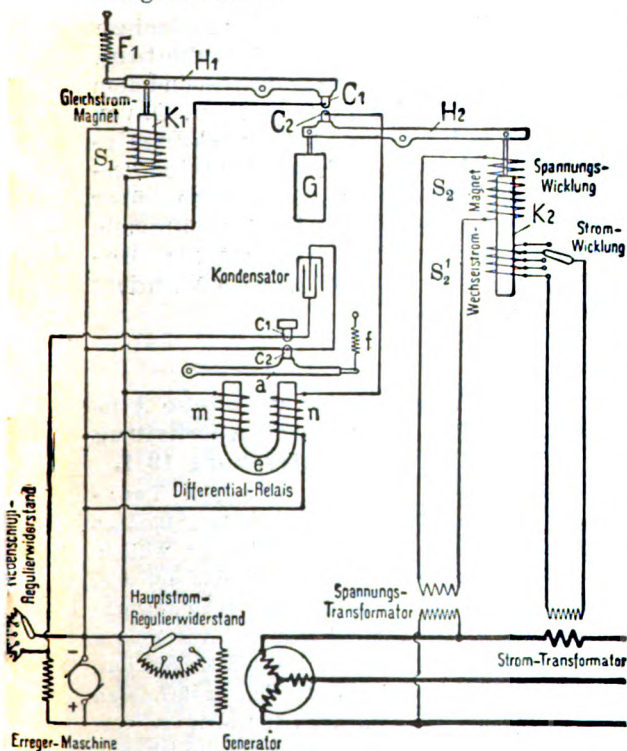 F1
H1
C1
Gleichstrom-
Magnet
K1
C2
H2
S1
G
S2
Magnet
Spannungs-
Wicklung
K2
Strom-
Wicklung
Wechselstrom-
S2¹
Kondensator
C1
f
C2
a
m
n
e
Differential-Relais
Nebenschluß-
Regulierwiderstand
Hauptstrom-
Regulierwiderstand
Spannungs-
Transformator
-
+
Strom-Transformator
Erreger-Maschine
Generator